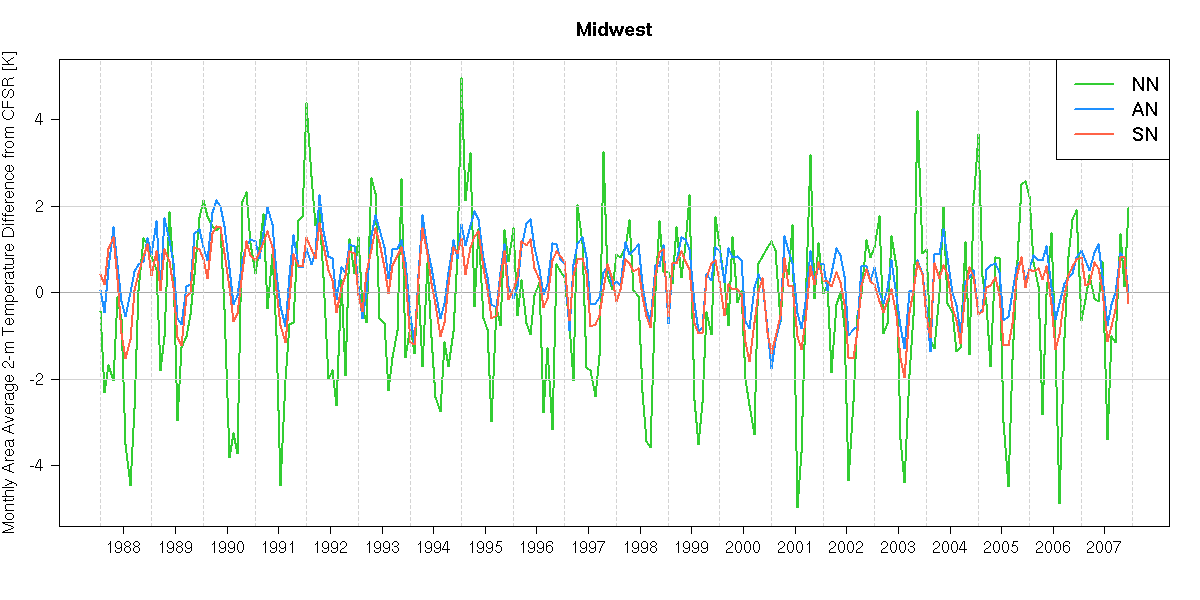 Midwest
Monthly Area Average 2-m Temperature Difference from CFSR [K]
4
2
0
-2
-4
NN
AN
SN
1988 1989 1990 1991 1992 1993 1994 1995 1996 1997 1998 1999 2000 2001 2002 2003 2004 2005 2006 2007